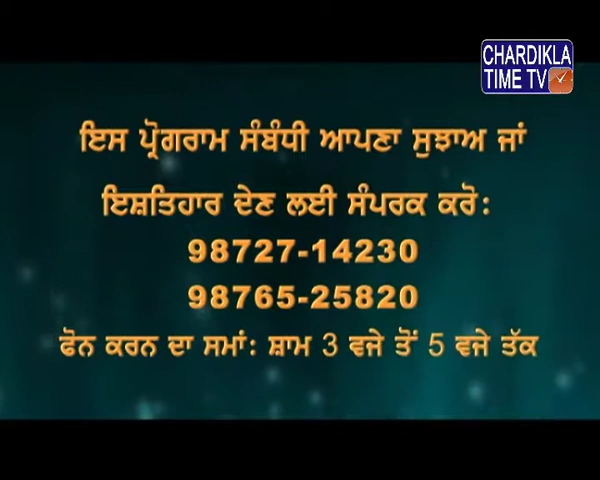 CHARDIKLA
TIME TV
ਇਸ ਪ੍ਰੋਗਰਾਮ ਸੰਬੰਧੀ ਆਪਣਾ ਸੁਝਾਅ ਜਾਂ
ਇਸ਼ਤਿਹਾਰ ਦੇਣ ਲਈ ਸੰਪਰਕ ਕਰੋ:
98727-14230
98765-25820
ਫੋਨ ਕਰਨ ਦਾ ਸਮਾਂ: ਸ਼ਾਮ 3 ਵਜੇ ਤੋਂ 5 ਵਜੇ ਤੱਕ